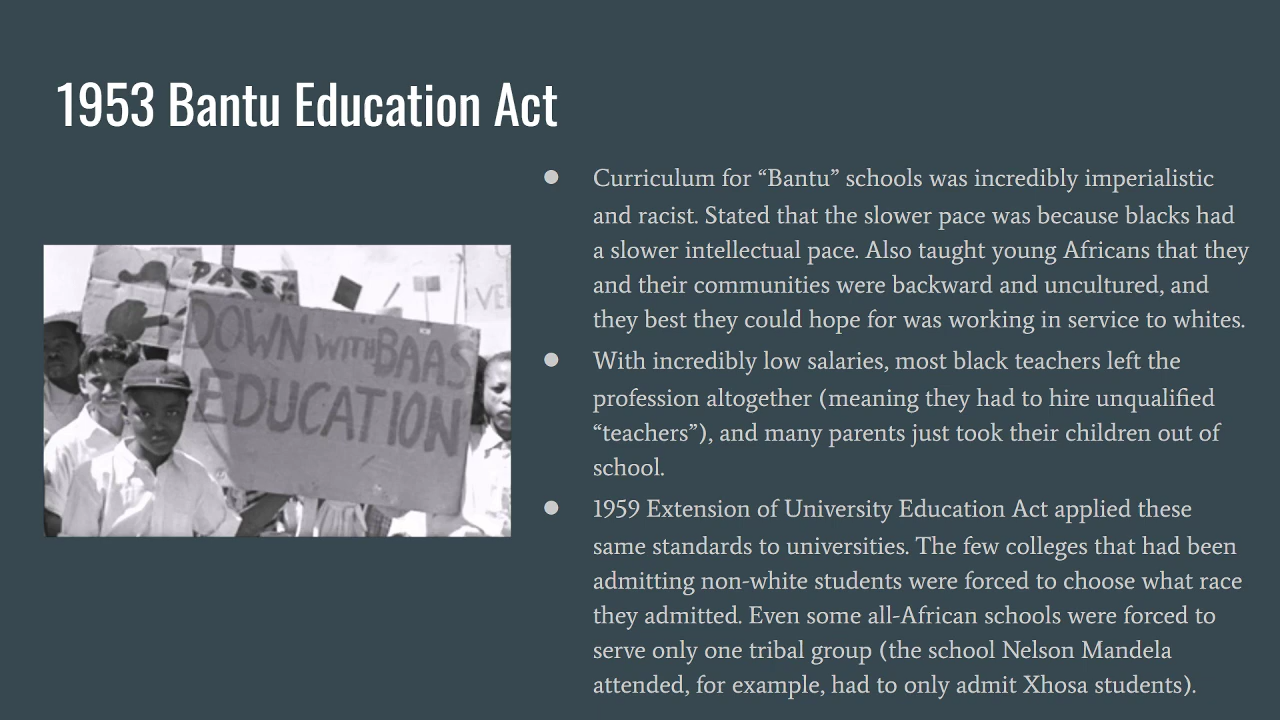 1953 Bantu Education Act
Curriculum for “Bantu” schools was incredibly imperialistic
and racist. Stated that the slower pace was because blacks had
a slower intellectual pace. Also taught young Africans that they
and their communities were backward and uncultured, and
they best they could hope for was working in service to whites.
With incredibly low salaries, most black teachers left the
profession altogether (meaning they had to hire unqualified
“teachers”), and many parents just took their children out of
school.
1959 Extension of University Education Act applied these
same standards to universities. The few colleges that had been
admitting non-white students were forced to choose what race
they admitted. Even some all-African schools were forced to
serve only one tribal group (the school Nelson Mandela
attended, for example, had to only admit Xhosa students).
DOWN WITH BAAS
EDUCATION